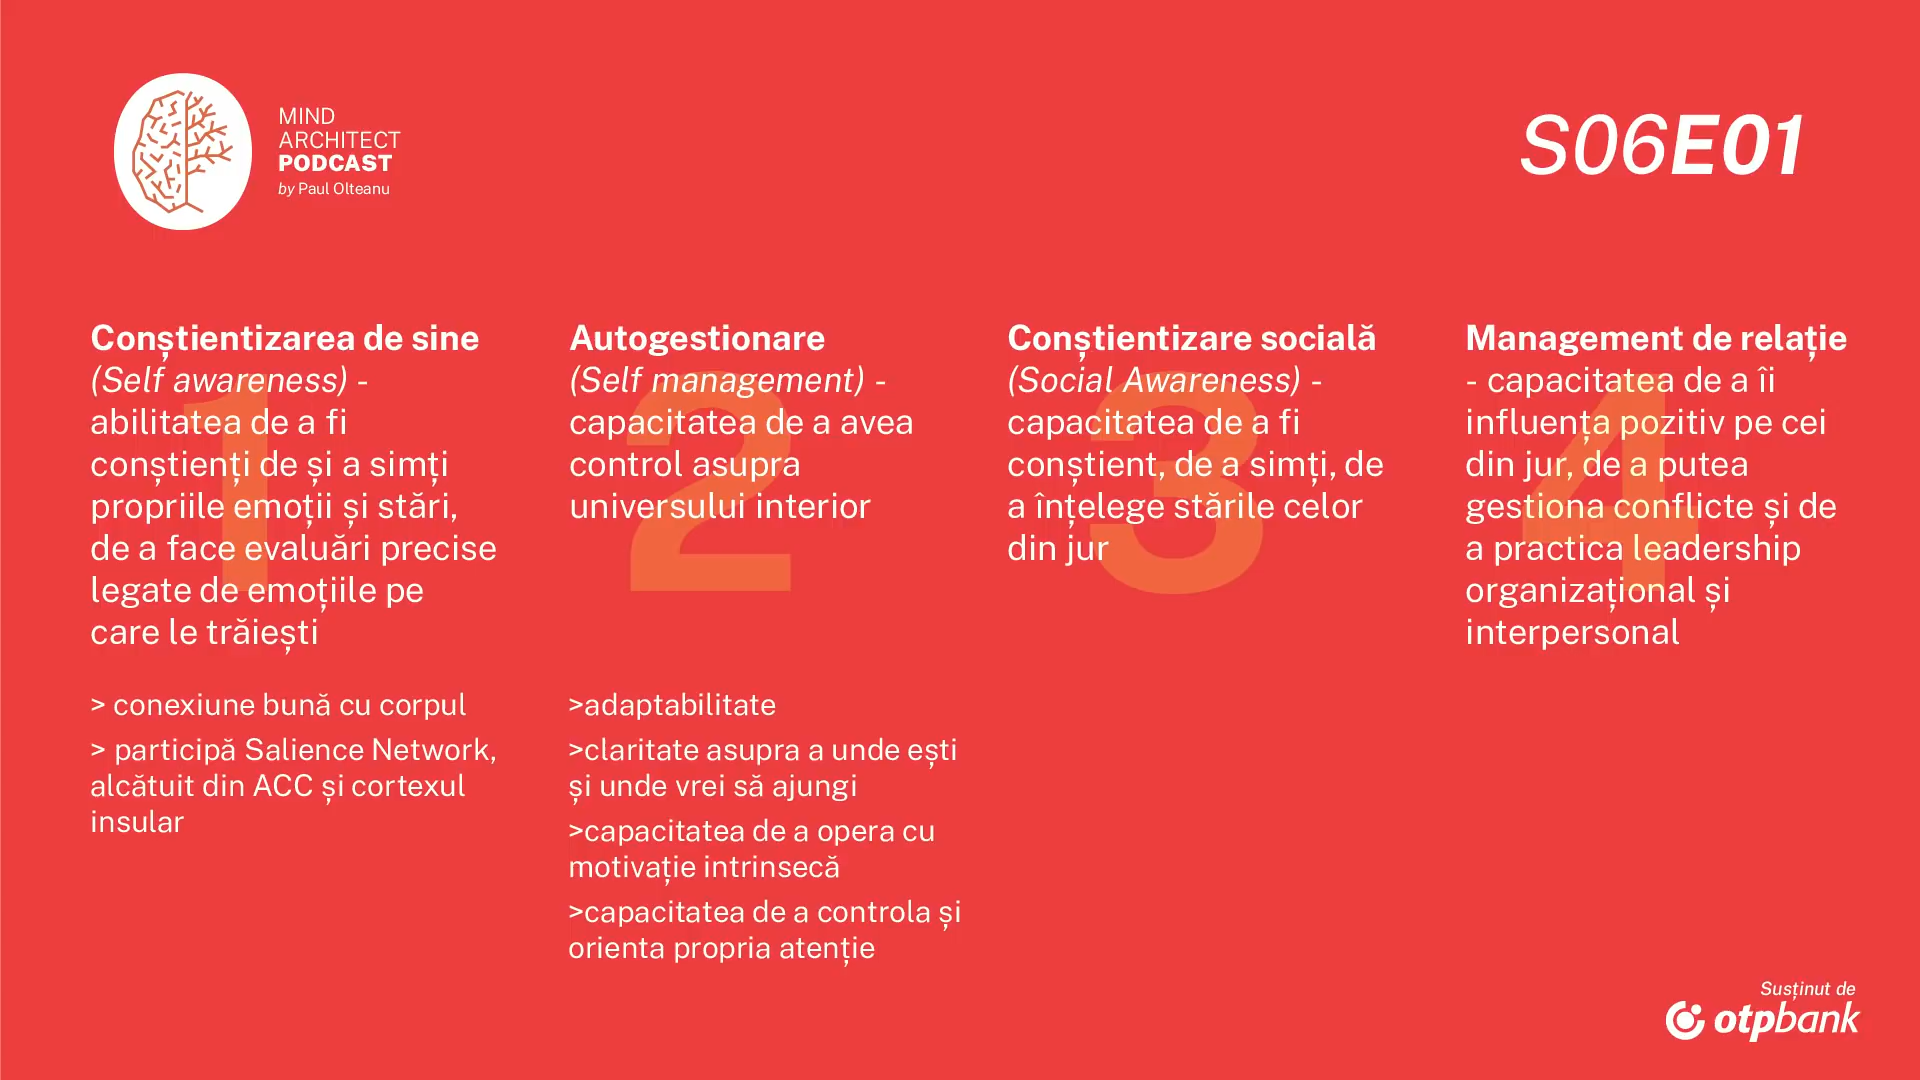 MIND
ARCHITECT
PODCAST
by Paul Olteanu
S06E01
1
Conștientizarea de sine
(Self awareness) -
abilitatea de a fi
conștienți de și a simți
propriile emoții și stări,
de a face evaluări precise
legate de emoțiile pe
care le trăiești
> conexiune bună cu corpul
> participă Salience Network,
alcătuit din ACC și cortexul
insular
2
Autogestionare
(Self management) -
capacitatea de a avea
control asupra
universului interior
>adaptabilitate
>claritate asupra a unde ești
și unde vrei să ajungi
>capacitatea de a opera cu
motivație intrinsecă
>capacitatea de a controla și
orienta propria atenție
3
Conștientizare socială
(Social Awareness) -
capacitatea de a fi
conștient, de a simți, de
a înțelege stările celor
din jur
4
Management de relație
- capacitatea de a îi
influența pozitiv pe cei
din jur, de a putea
gestiona conflicte și de
a practica leadership
organizațional și
interpersonal
Susținut de
otpbank